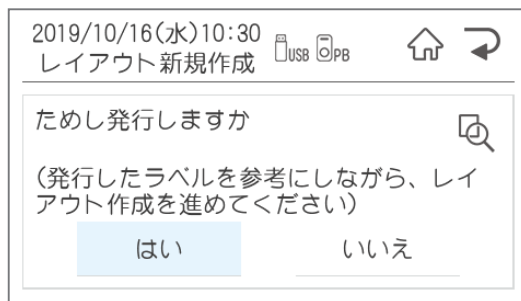 2019/10/16(水)10:30 USB PB
レイアウト新規作成
ためし発行しますか
(発行したラベルを参考にしながら、レイ
アウト作成を進めてください)
はい いいえ